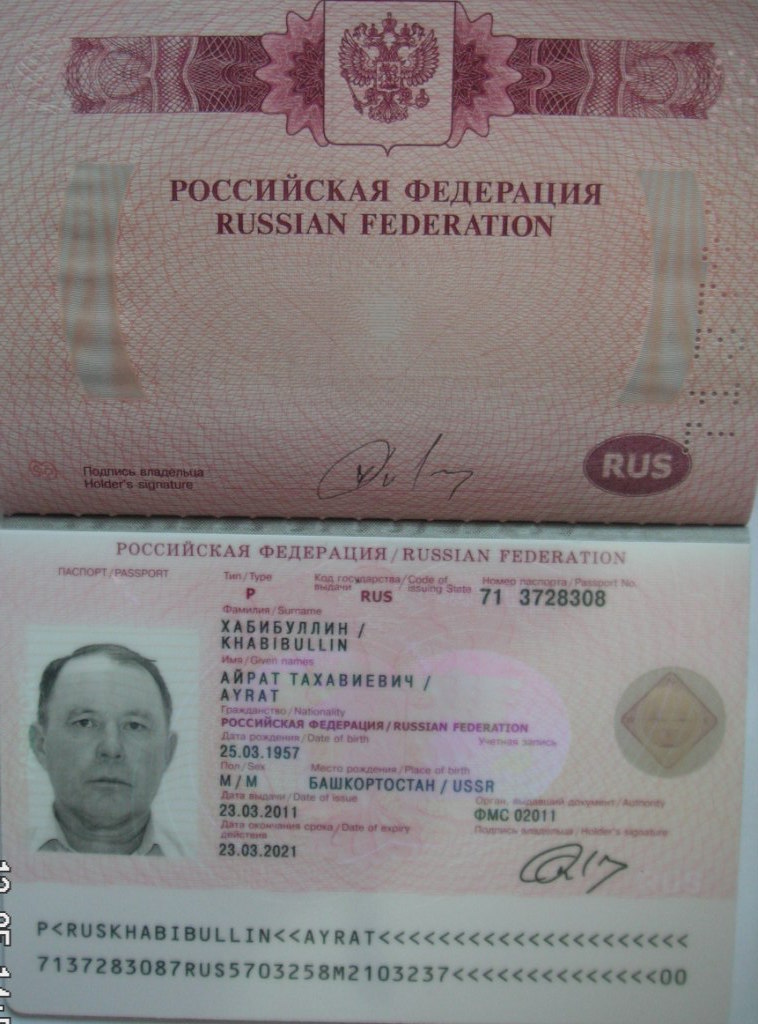 РОССИЙСКАЯ ФЕДЕРАЦИЯ
RUSSIAN FEDERATION
Подпись владельца
Holder's signature
RUS
РОССИЙСКАЯ ФЕДЕРАЦИЯ / RUSSIAN FEDERATION
ПАСПОРТ / PASSPORT
Тип / Type
Код государства / Code of
выдачи issuing State
Номер паспорта / Passport No.
P
RUS
71 3728308
Фамилия / Surname
ХАБИБУЛЛИН /
KHABIBULLIN
Имя / Given names
АЙРАТ ТАХАВИЕВИЧ /
AYRAT
Гражданство / Nationality
РОССИЙСКАЯ ФЕДЕРАЦИЯ / RUSSIAN FEDERATION
Дата рождения / Date of birth
Учетная запись
25.03.1957
Пол / Sex
Место рождения / Place of birth
М / M
БАШКОРТОСТАН / USSR
Дата выдачи / Date of issue
Орган, выдавший документ / Authority
23.03.2011
ФМС 02011
Дата окончания срока / Date of expiry
действия
Подпись владельца / Holder's signature
23.03.2021
P<RUSKHABIBULLIN<<AYRAT<<<<<<<<<<<<<<<<<<<<<
7137283087RUS5703258M2103237<<<<<<<<<<<<<<00